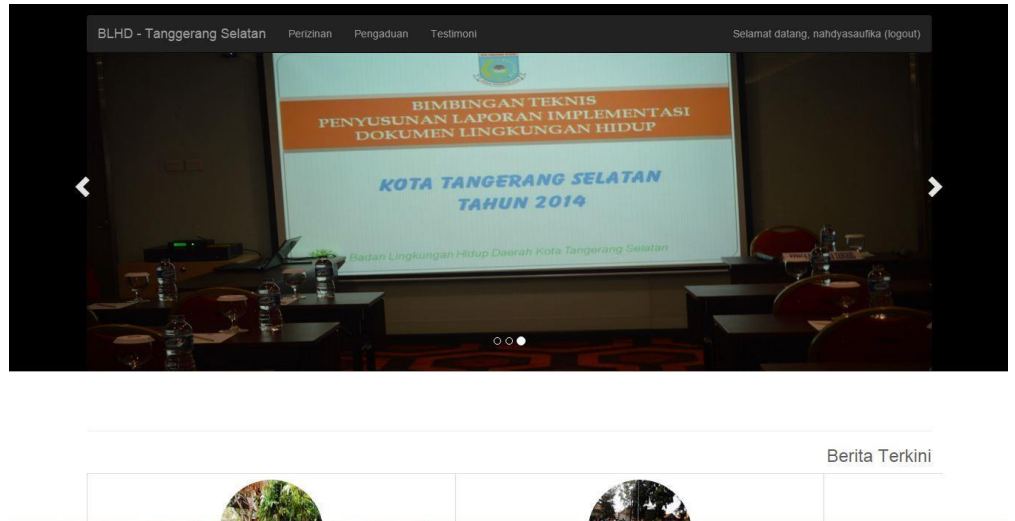 BLHD - Tanggerang Selatan Perizinan Pengaduan Testimoni Selamat datang, nahdyasaufika (logout)
BIMBINGAN TEKNIS
PENYUSUNAN LAPORAN IMPLEMENTASI
DOKUMEN LINGKUNGAN HIDUP
KOTA TANGERANG SELATAN
TAHUN 2014
Badan Lingkungan Hidup Daerah Kota Tangerang Selatan
Berita Terkini